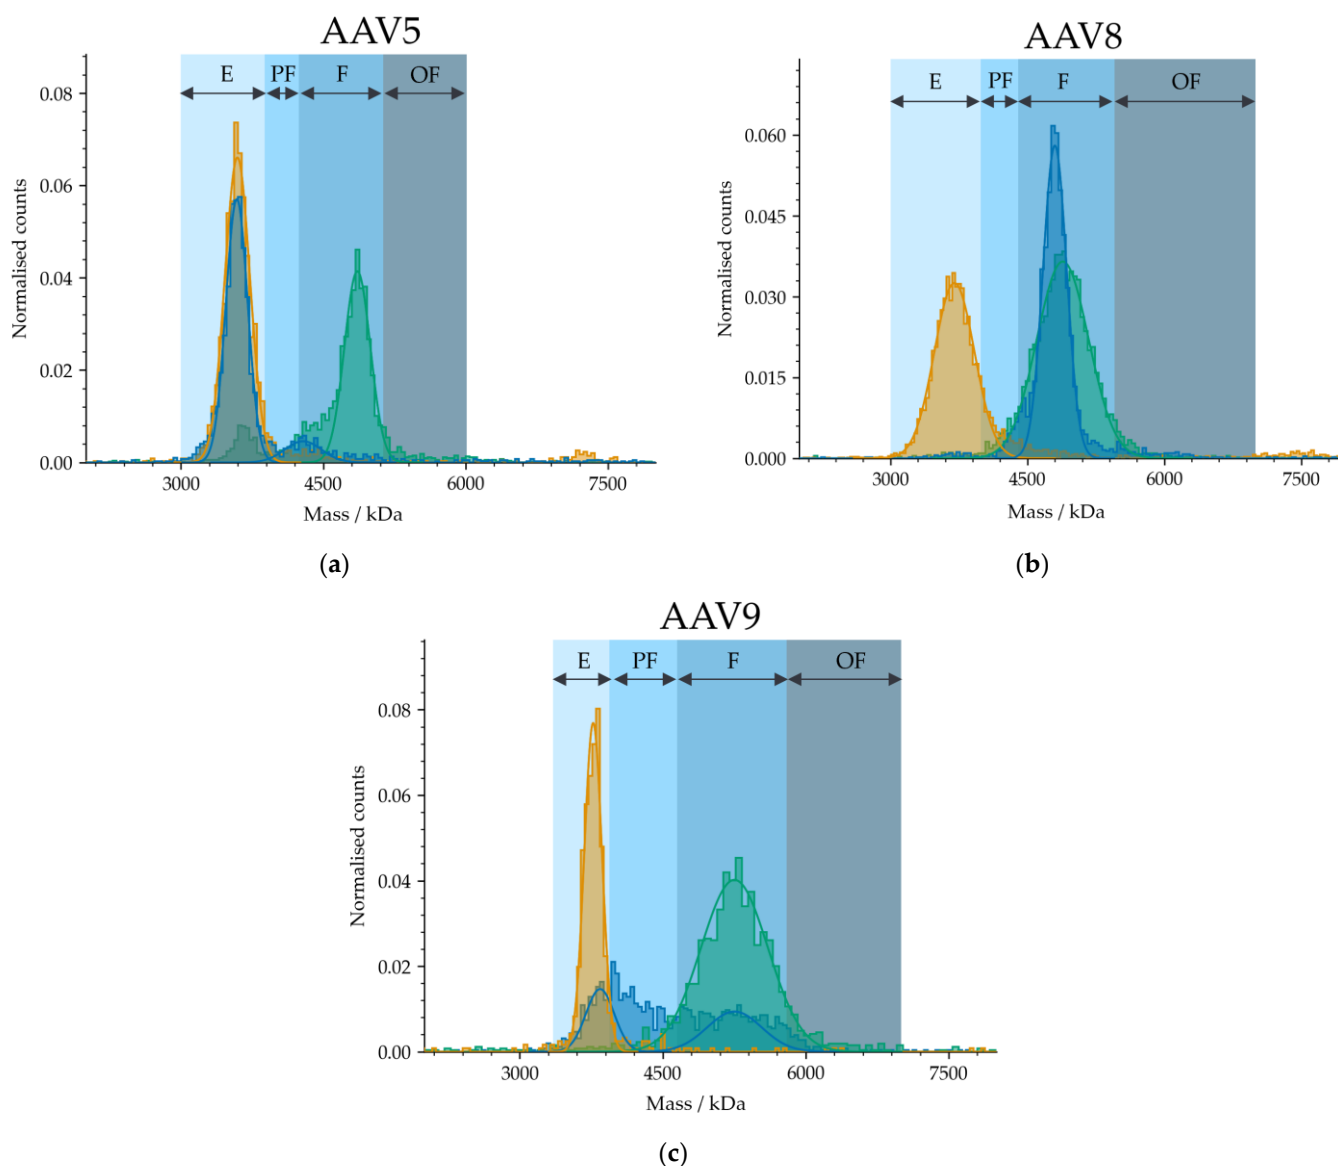 AAV5
E PF F OF
0.08
0.06
0.04
0.02
0.00
Normalised counts
3000 4500 6000 7500
Mass / kDa
(a)
AAV8
E PF F OF
0.060
0.045
0.030
0.015
0.000
Normalised counts
3000 4500 6000 7500
Mass / kDa
(b)
AAV9
E PF F OF
0.08
0.06
0.04
0.02
0.00
Normalised counts
3000 4500 6000 7500
Mass / kDa
(c)